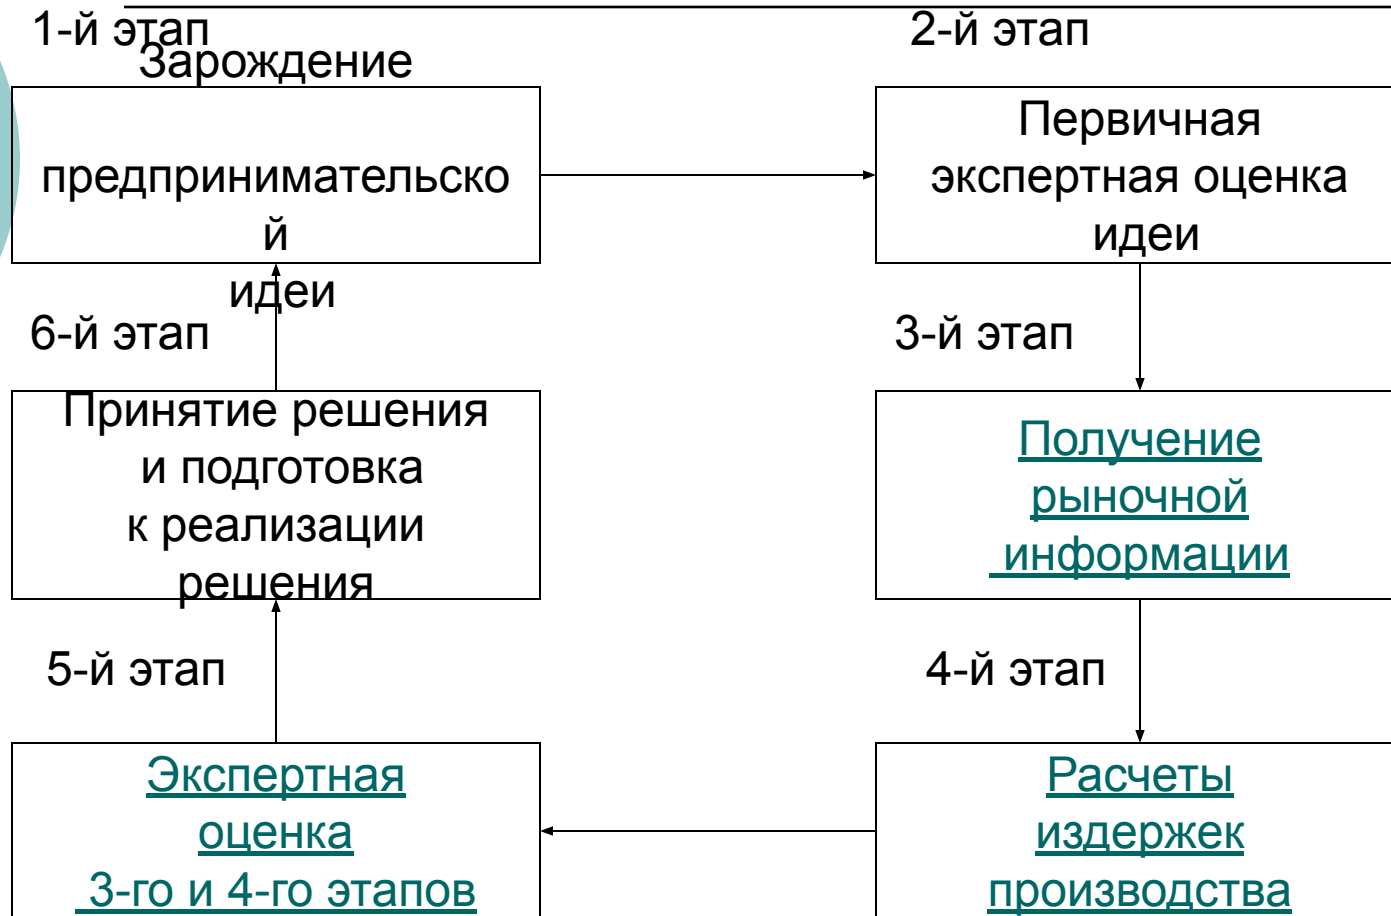 1-й этап
Зарождение
предпринимательско
й
идеи
2-й этап
Первичная
экспертная оценка
идеи
3-й этап
Получение
рыночной
информации
4-й этап
Расчеты
издержек
производства
5-й этап
Экспертная
оценка
3-го и 4-го этапов
6-й этап
Принятие решения
и подготовка
к реализации
решения